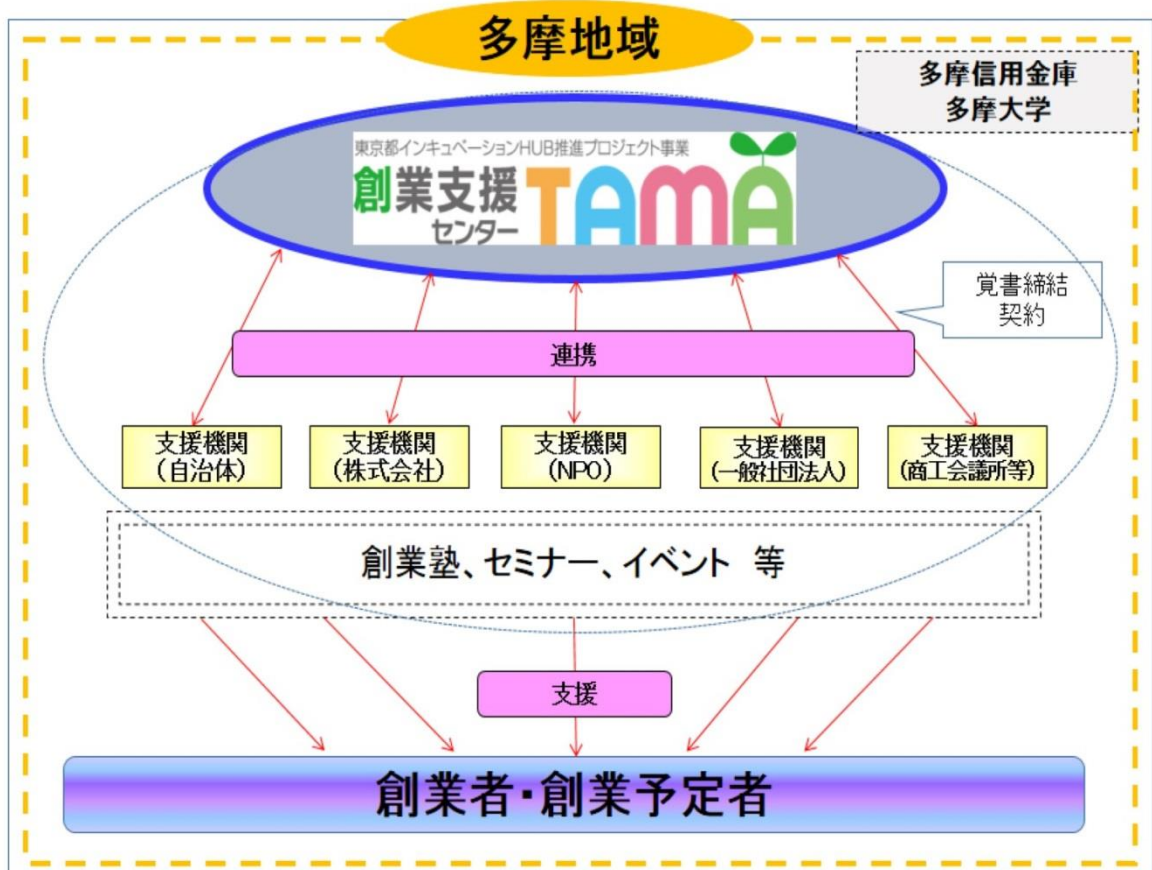 多摩地域
多摩信用金庫
多摩大学
東京都インキュベーションHUB推進プロジェクト事業
創業支援
センター
TAMA
覚書締結
契約
連携
支援機関
(自治体)
支援機関
(株式会社)
支援機関
(NPO)
支援機関
(一般社団法人)
支援機関
(商工会議所等)
創業塾、セミナー、イベント 等
支援
創業者・創業予定者